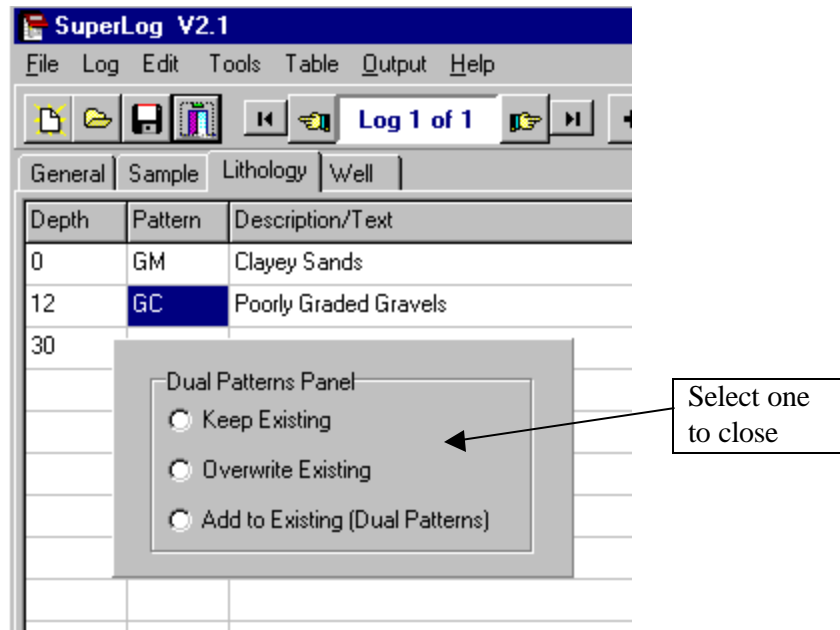 SuperLog V2.1
File Log Edit Tools Table Output Help
Log 1 of 1
General Sample Lithology Well
Depth Pattern Description/Text
0 GM Clayey Sands
12 GC Poorly Graded Gravels
30
Dual Patterns Panel
Keep Existing
Overwrite Existing
Add to Existing (Dual Patterns)
Select one
to close